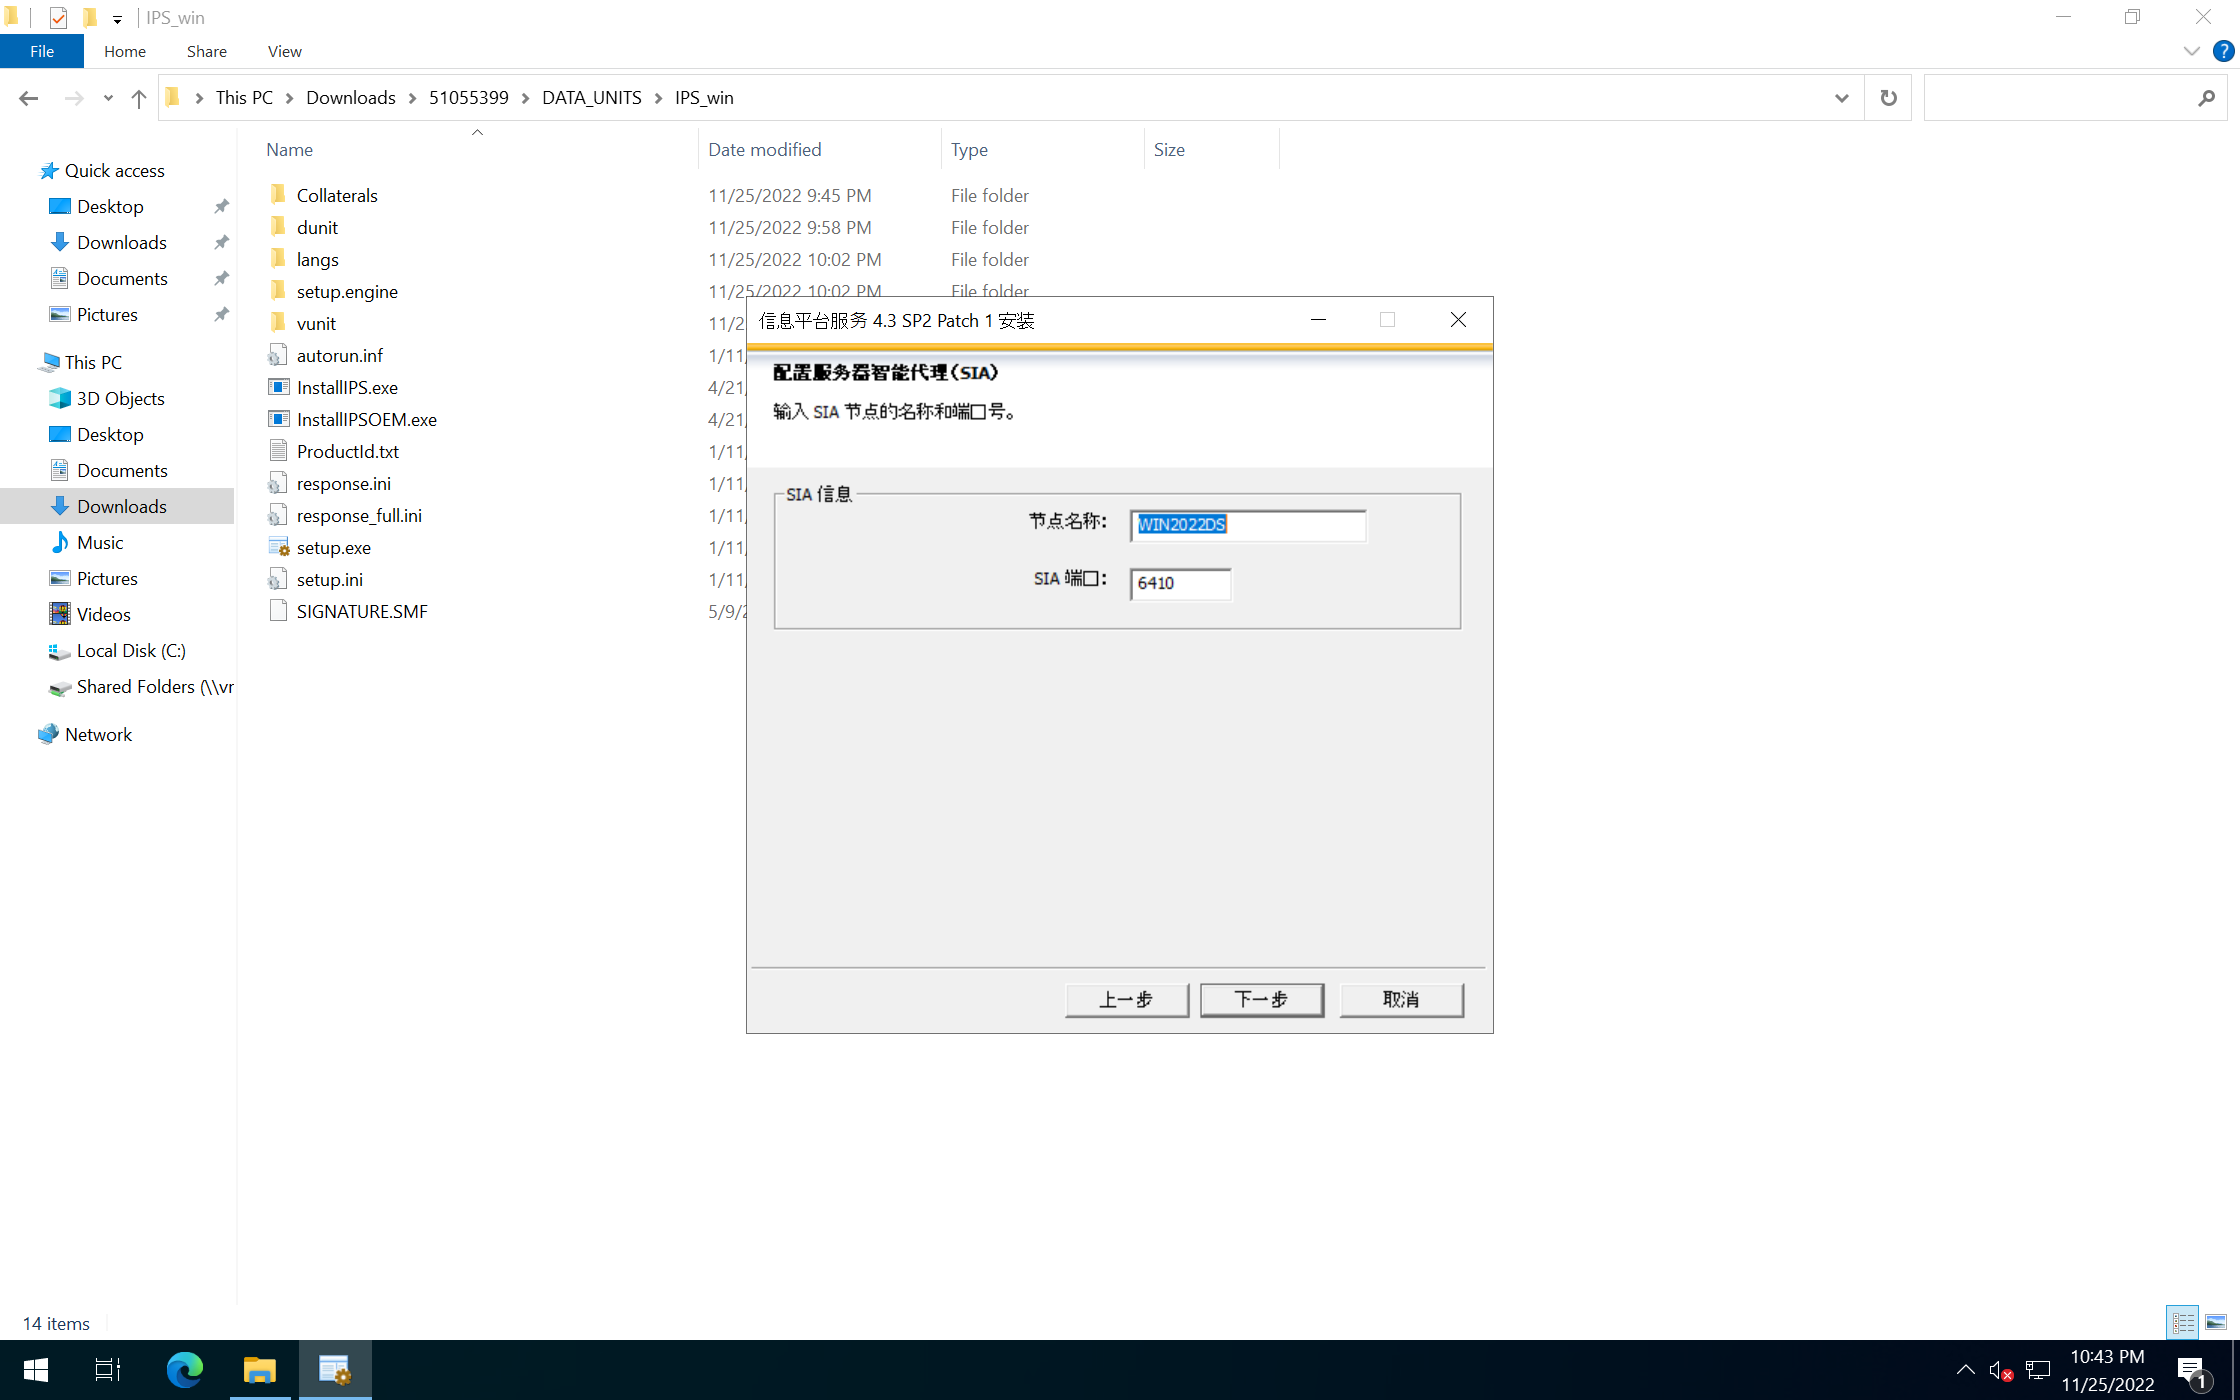 IPS_win
File
Home
Share
View
This PC
Downloads
51055399
DATA_UNITS
IPS_win
Name
Date modified
Type
Size
Quick access
Desktop
Downloads
Documents
Pictures
This PC
3D Objects
Desktop
Documents
Downloads
Music
Pictures
Videos
Local Disk (C:)
Shared Folders (\\vr
Network
Collaterals 11/25/2022 9:45 PM File folder
dunit 11/25/2022 9:58 PM File folder
langs 11/25/2022 10:02 PM File folder
setup.engine 11/25/2022 10:02 PM File folder
vunit 11/2
autorun.inf 1/11/
InstallIPS.exe 4/21/
InstallIPSOEM.exe 4/21/
ProductId.txt 1/11/
response.ini 1/11/
response_full.ini 1/11/
setup.exe 1/11/
setup.ini 1/11/
SIGNATURE.SMF 5/9/2
信息平台服务 4.3 SP2 Patch 1 安装
配置服务器智能代理(SIA)
输入 SIA 节点的名称和端口号。
SIA 信息
节点名称: WIN2022DS
SIA 端口: 6410
上一步
下一步
取消
14 items
10:43 PM
11/25/2022
1